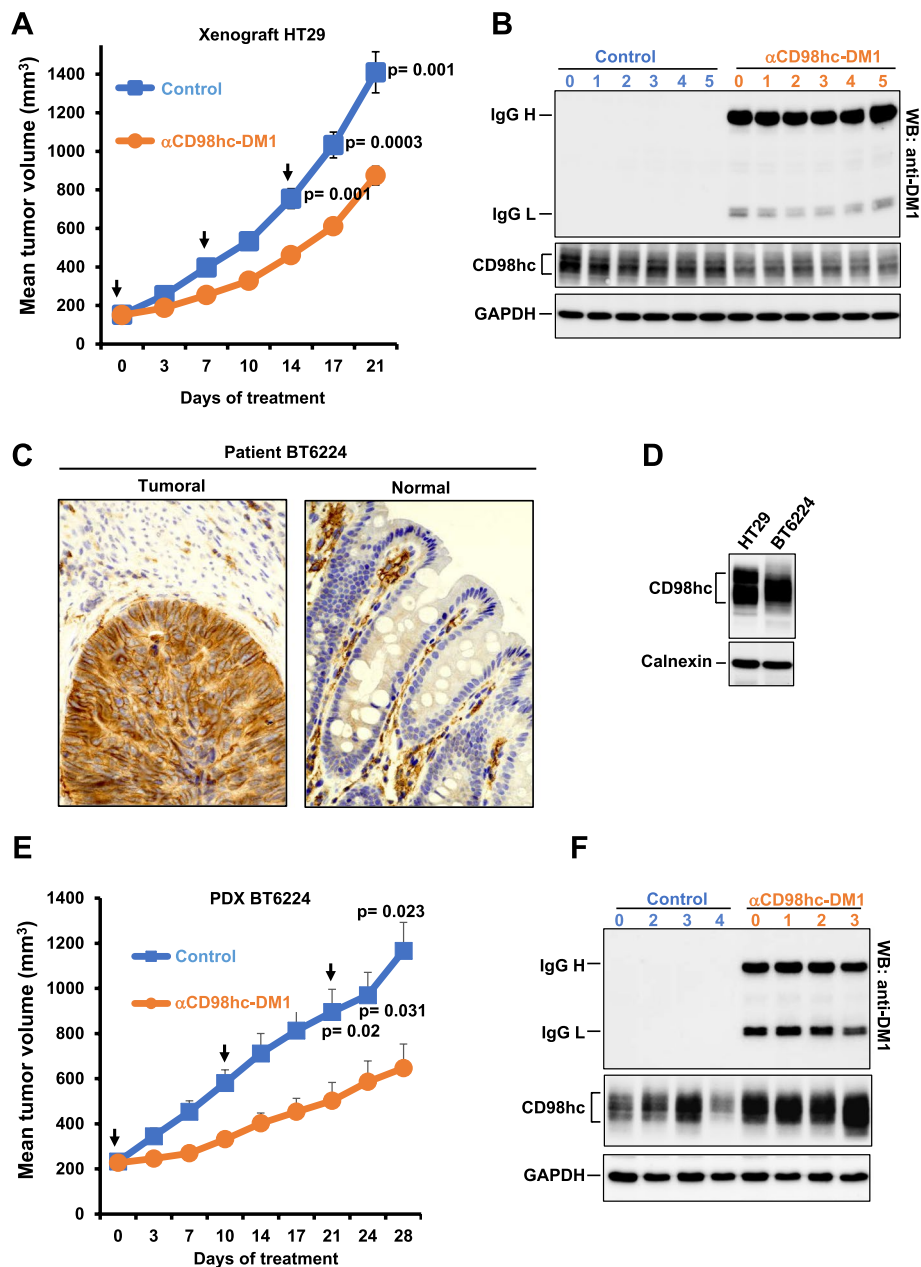 A
Xenograft HT29
Mean tumor volume (mm³)
1400
1200
1000
800
600
400
200
0
Control
αCD98hc-DM1
p= 0.001
p= 0.0003
p= 0.001
0 3 7 10 14 17 21
Days of treatment
B
Control αCD98hc-DM1
0 1 2 3 4 5 0 1 2 3 4 5
IgG H
IgG L
WB: anti-DM1
CD98hc
GAPDH
C
Patient BT6224
Tumoral Normal
D
HT29 BT6224
CD98hc
Calnexin
E
PDX BT6224
Mean tumor volume (mm³)
1400
1200
1000
800
600
400
200
0
Control
αCD98hc-DM1
p= 0.023
p= 0.031
p= 0.02
0 3 7 10 14 17 21 24 28
Days of treatment
F
Control αCD98hc-DM1
0 2 3 4 0 1 2 3
IgG H
IgG L
WB: anti-DM1
CD98hc
GAPDH